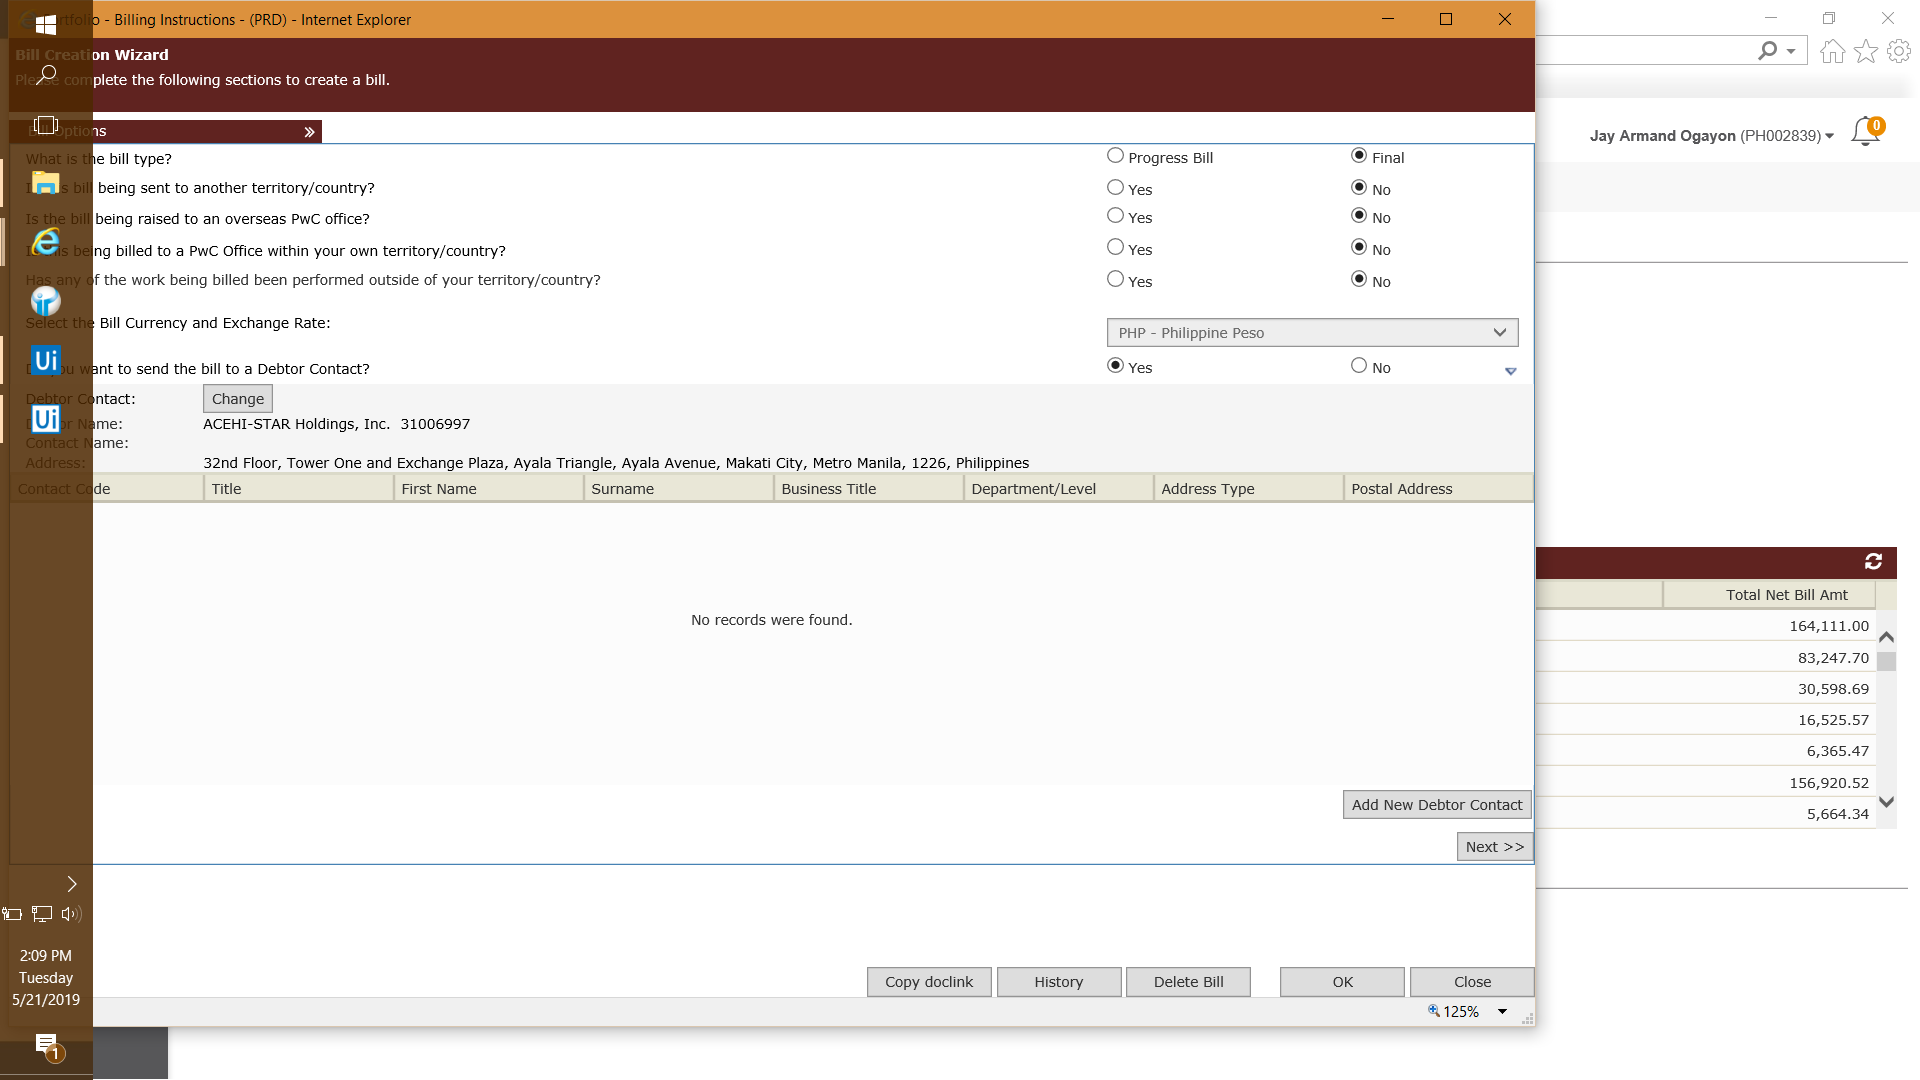 Portfolio - Billing Instructions - (PRD) - Internet Explorer
Bill Creation Wizard
Please complete the following sections to create a bill.
Jay Armand Ogayon (PH002839)
0
Bill Options
What is the bill type?
Progress Bill
Final
Is this bill being sent to another territory/country?
Yes
No
Is the bill being raised to an overseas PwC office?
Yes
No
Is this being billed to a PwC Office within your own territory/country?
Yes
No
Has any of the work being billed been performed outside of your territory/country?
Yes
No
Select the Bill Currency and Exchange Rate:
PHP - Philippine Peso
Do you want to send the bill to a Debtor Contact?
Yes
No
Debtor Contact:
Change
Debtor Name:
ACEHI-STAR Holdings, Inc. 31006997
Contact Name:
Address:
32nd Floor, Tower One and Exchange Plaza, Ayala Triangle, Ayala Avenue, Makati City, Metro Manila, 1226, Philippines
Contact Code
Title
First Name
Surname
Business Title
Department/Level
Address Type
Postal Address
No records were found.
Add New Debtor Contact
Next >>
Total Net Bill Amt
164,111.00
83,247.70
30,598.69
16,525.57
6,365.47
156,920.52
5,664.34
Copy doclink
History
Delete Bill
OK
Close
125%
Ui
Ui
2:09 PM
Tuesday
5/21/2019
1